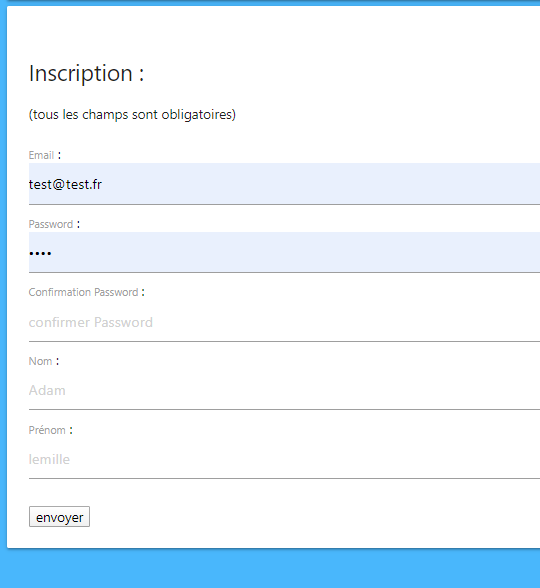 Inscription :
(tous les champs sont obligatoires)
Email :
test@test.fr
Password :
••••
Confirmation Password :
confirmer Password
Nom :
Adam
Prénom :
lemille
envoyer